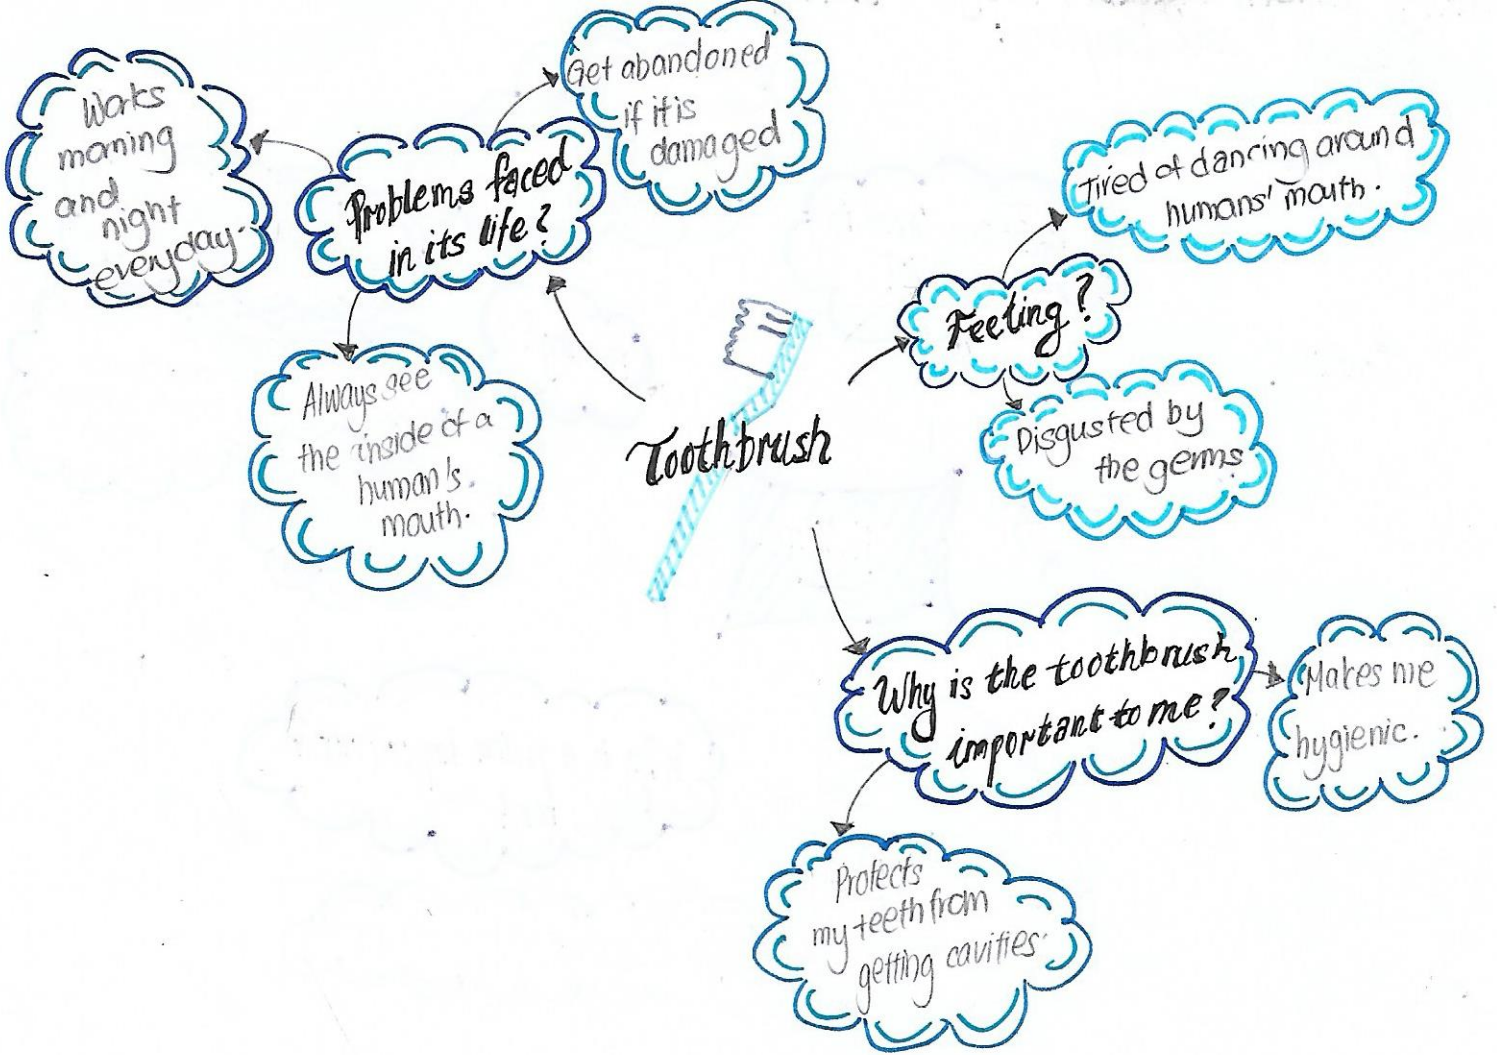 Works
morning
and
night
everyday.
Problems faced
in its life?
Get abandoned
if it is
damaged
Always see
the inside of a
human's
mouth.
Toothbrush
Feeling?
Tired of dancing around
humans' mouth.
Disgusted by
the germs
Why is the toothbrush
important to me?
Makes me
hygienic.
Protects
my teeth from
getting cavities.